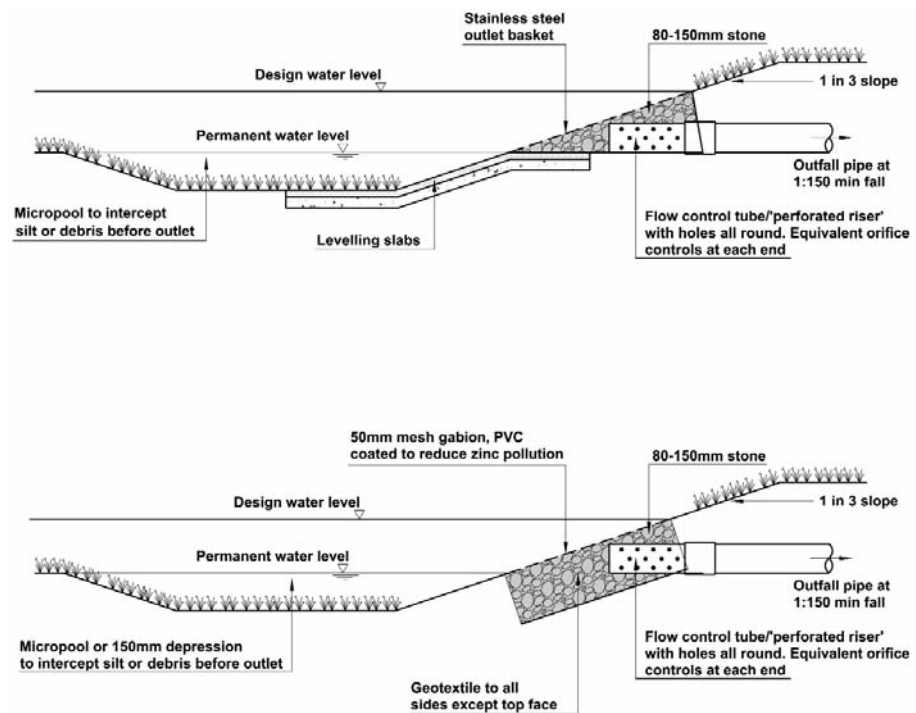 Stainless steel
outlet basket
80-150mm stone
Design water level
1 in 3 slope
Permanent water level
Outfall pipe at
1:150 min fall
Micropool to intercept
silt or debris before outlet
Levelling slabs
Flow control tube/'perforated riser'
with holes all round. Equivalent orifice
controls at each end
50mm mesh gabion, PVC
coated to reduce zinc pollution
80-150mm stone
Design water level
1 in 3 slope
Permanent water level
Outfall pipe at
1:150 min fall
Micropool or 150mm depression
to intercept silt or debris before outlet
Flow control tube/'perforated riser'
with holes all round. Equivalent orifice
controls at each end
Geotextile to all
sides except top face